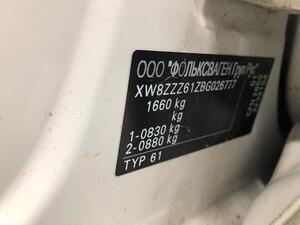 ООО "ФОЛЬКСВАГЕН Груп Рус"
XW8ZZZ61ZBG026777
1660 kg
kg
1-0830 kg
2-0880 kg
TYP 61